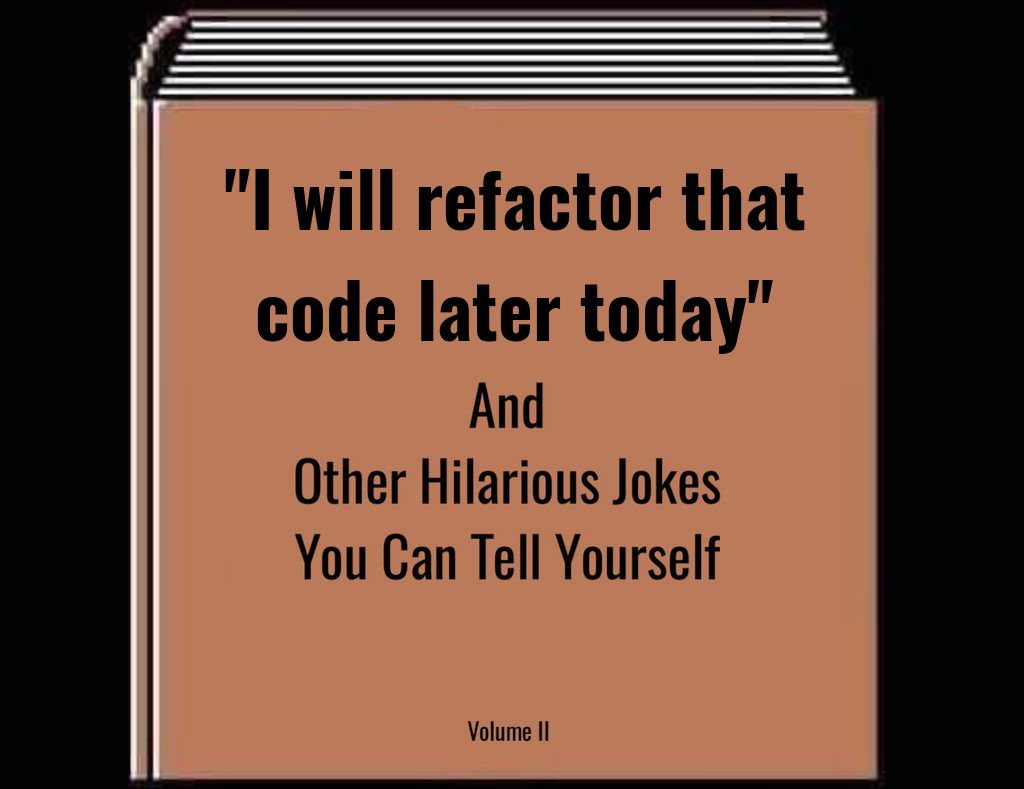 "I will refactor that
code later today"
And
Other Hilarious Jokes
You Can Tell Yourself
Volume II